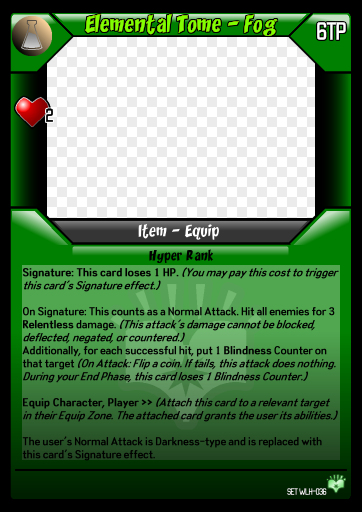 Elemental Tome - Fog
6TP
2
Item - Equip
Hyper Rank
Signature: This card loses 1 HP. (You may pay this cost to trigger
this card's Signature effect.)
On Signature: This counts as a Normal Attack. Hit all enemies for 3
Relentless damage. (This attack's damage cannot be blocked,
deflected, negated, or countered.)
Additionally, for each successful hit, put 1 Blindness Counter on
that target (On Attack: Flip a coin. If tails, this attack does nothing.
During your End Phase, this card loses 1 Blindness Counter.)
Equip Character, Player >> (Attach this card to a relevant target
in their Equip Zone. The attached card grants the user its abilities.)
The user's Normal Attack is Darkness-type and is replaced with
this card's Signature effect.
SET WLH-036